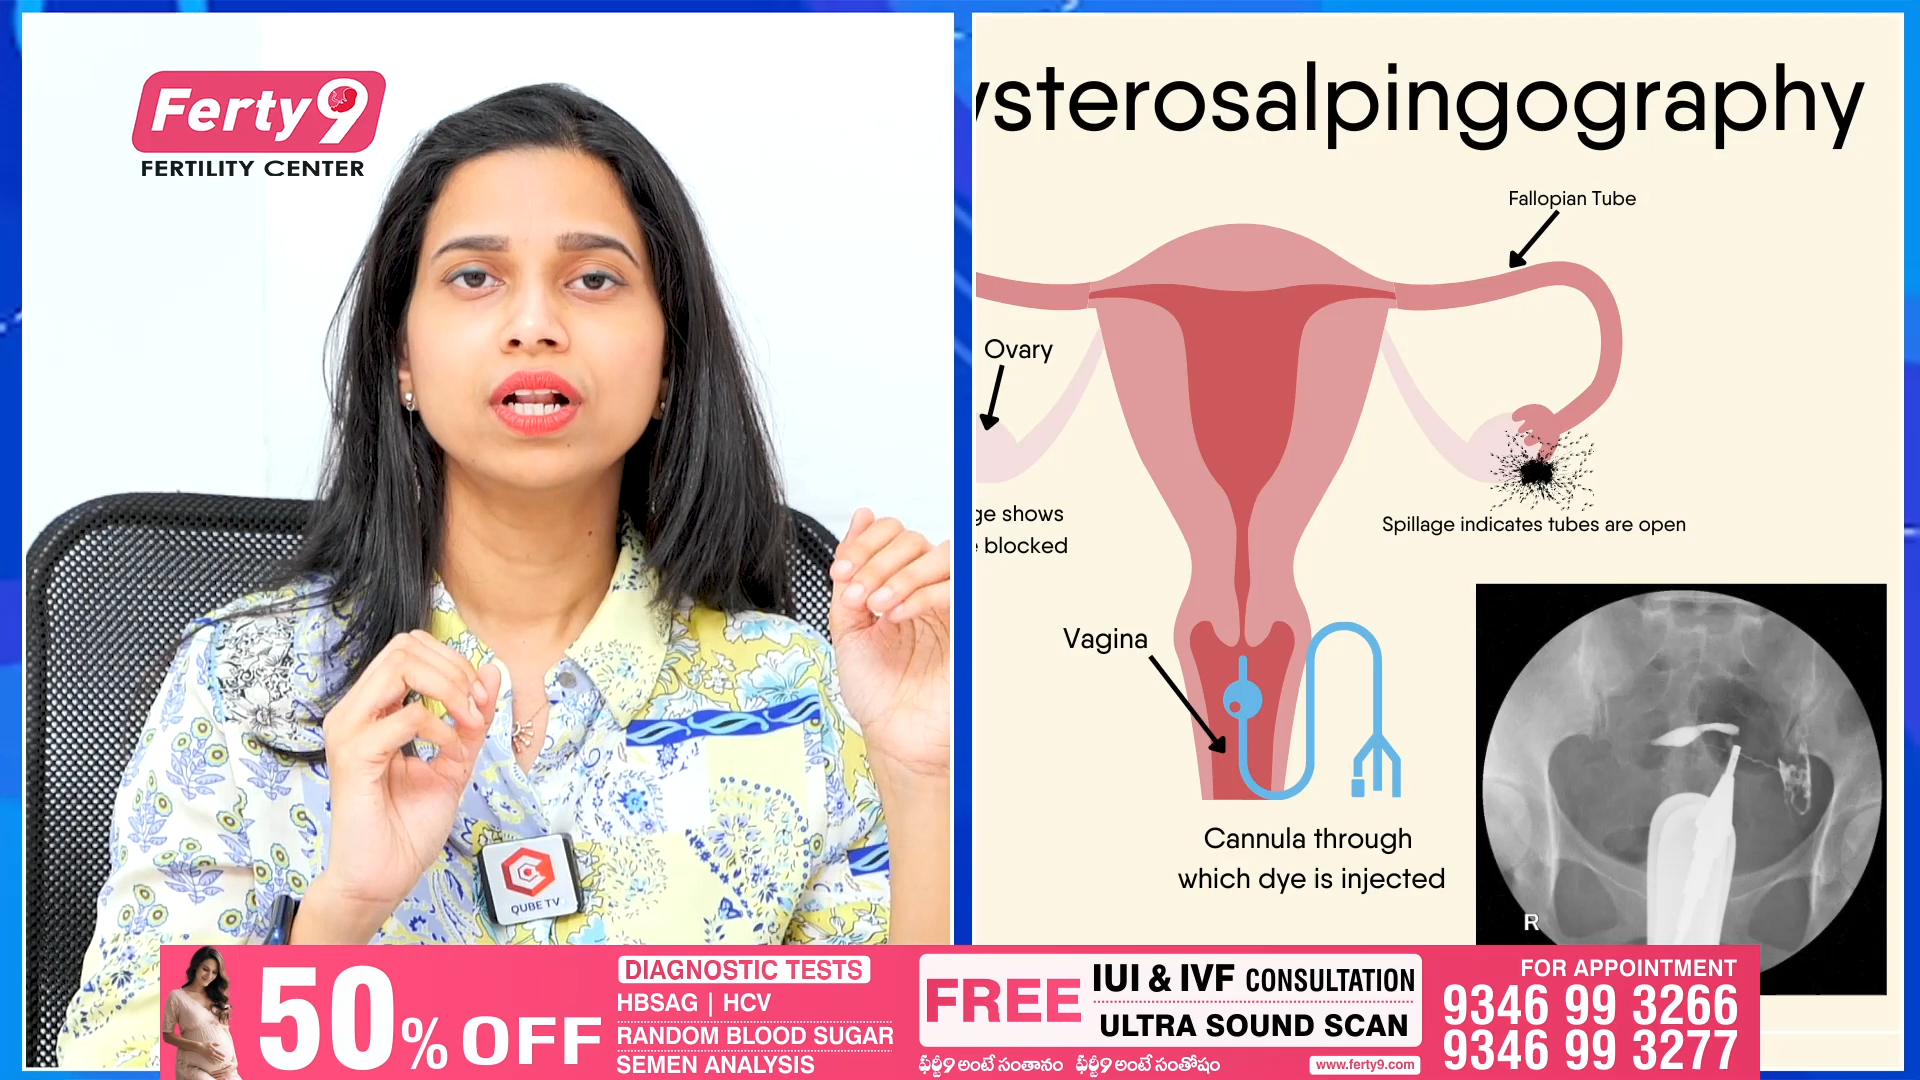 Ferty9
FERTILITY CENTER
QUBE TV
ysterosalpingography
Fallopian Tube
Ovary
ge shows
blocked
Spillage indicates tubes are open
Vagina
Cannula through
which dye is injected
R
50% OFF
DIAGNOSTIC TESTS
HBSAG | HCV
RANDOM BLOOD SUGAR
SEMEN ANALYSIS
FREE
IUI & IVF CONSULTATION
ULTRA SOUND SCAN
ఫర్టీ9 అంటే సంతానం ఫర్టీ9 అంటే సంతోషం
www.ferty9.com
FOR APPOINTMENT
9346 99 3266
9346 99 3277